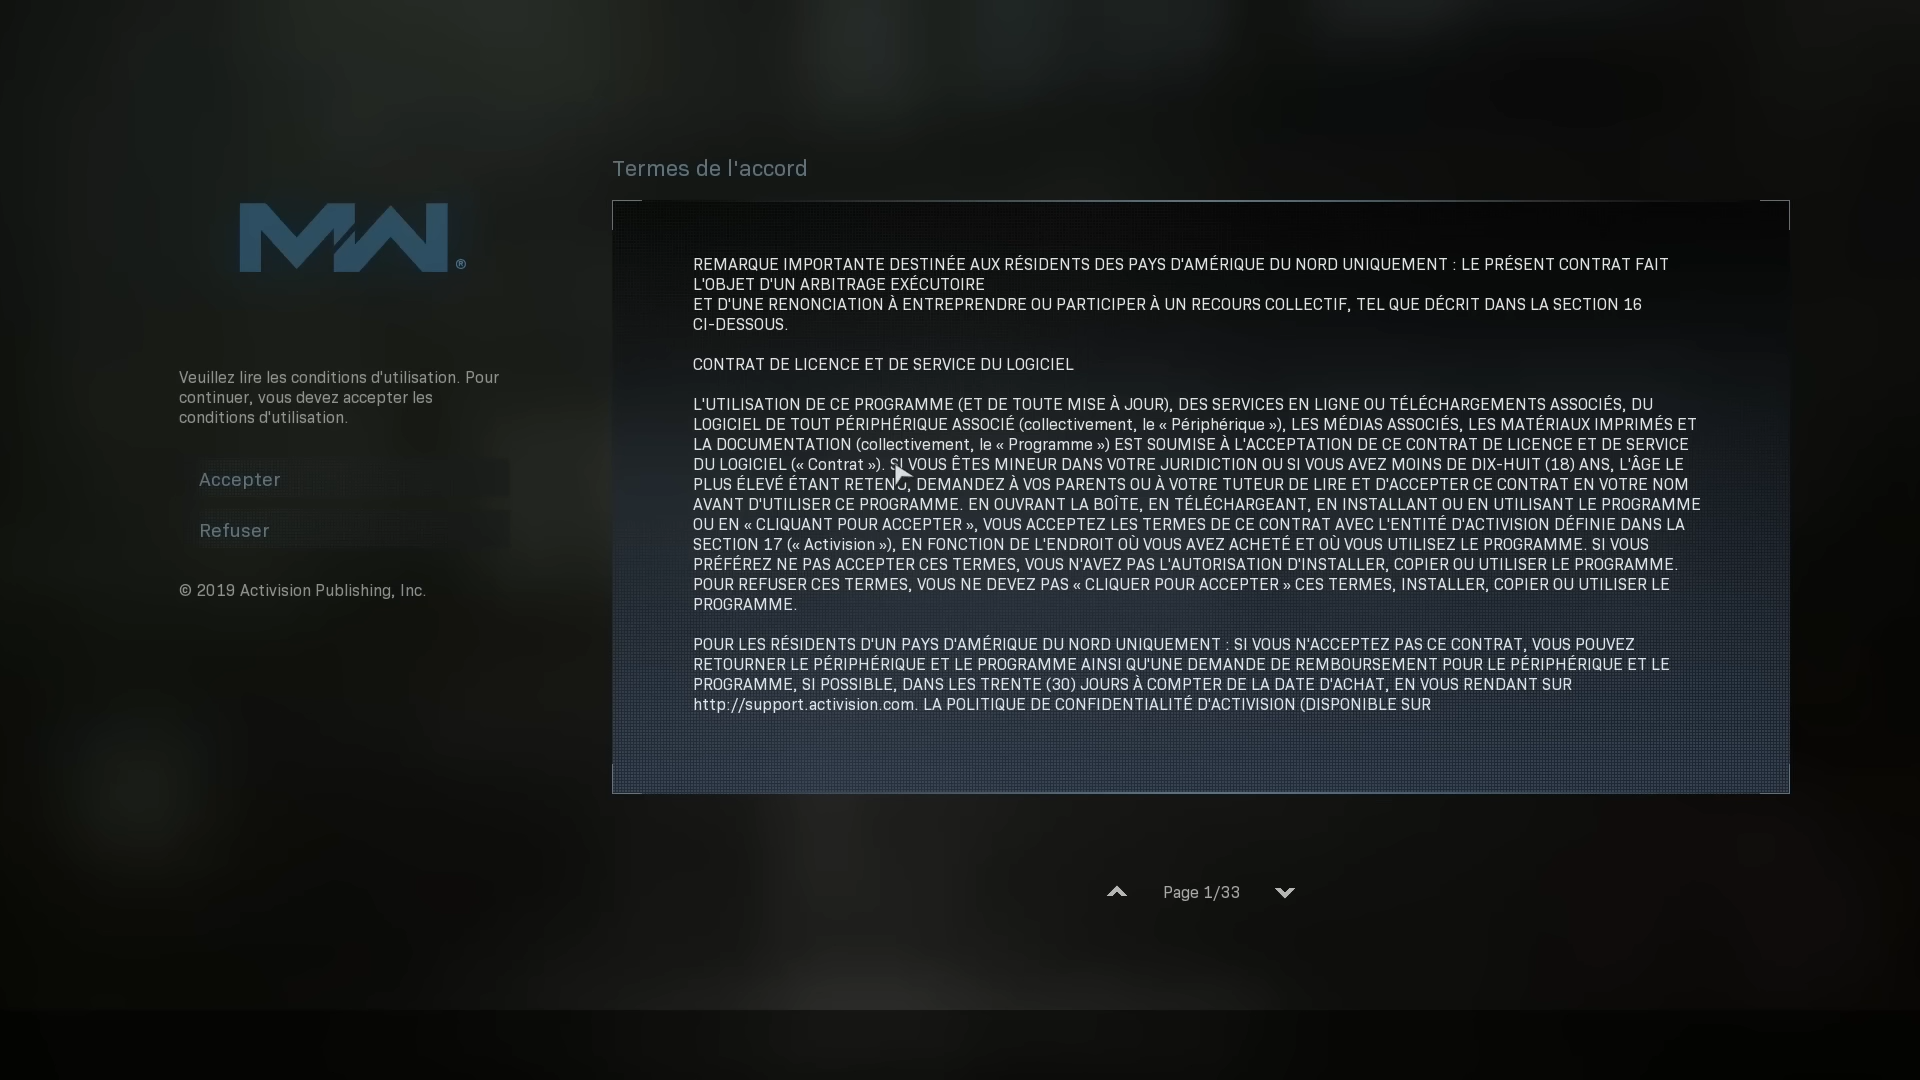 Termes de l'accord
MW®
Veuillez lire les conditions d'utilisation. Pour
continuer, vous devez accepter les
conditions d'utilisation.
Accepter
Refuser
© 2019 Activision Publishing, Inc.
REMARQUE IMPORTANTE DESTINÉE AUX RÉSIDENTS DES PAYS D'AMÉRIQUE DU NORD UNIQUEMENT : LE PRÉSENT CONTRAT FAIT
L'OBJET D'UN ARBITRAGE EXÉCUTOIRE
ET D'UNE RENONCIATION À ENTREPRENDRE OU PARTICIPER À UN RECOURS COLLECTIF, TEL QUE DÉCRIT DANS LA SECTION 16
CI-DESSOUS.
CONTRAT DE LICENCE ET DE SERVICE DU LOGICIEL
L'UTILISATION DE CE PROGRAMME (ET DE TOUTE MISE À JOUR), DES SERVICES EN LIGNE OU TÉLÉCHARGEMENTS ASSOCIÉS, DU
LOGICIEL DE TOUT PÉRIPHÉRIQUE ASSOCIÉ (collectivement, le « Périphérique »), LES MÉDIAS ASSOCIÉS, LES MATÉRIAUX IMPRIMÉS ET
LA DOCUMENTATION (collectivement, le « Programme ») EST SOUMISE À L'ACCEPTATION DE CE CONTRAT DE LICENCE ET DE SERVICE
DU LOGICIEL (« Contrat »). SI VOUS ÊTES MINEUR DANS VOTRE JURIDICTION OU SI VOUS AVEZ MOINS DE DIX-HUIT (18) ANS, L'ÂGE LE
PLUS ÉLEVÉ ÉTANT RETENU, DEMANDEZ À VOS PARENTS OU À VOTRE TUTEUR DE LIRE ET D'ACCEPTER CE CONTRAT EN VOTRE NOM
AVANT D'UTILISER CE PROGRAMME. EN OUVRANT LA BOÎTE, EN TÉLÉCHARGEANT, EN INSTALLANT OU EN UTILISANT LE PROGRAMME
OU EN « CLIQUANT POUR ACCEPTER », VOUS ACCEPTEZ LES TERMES DE CE CONTRAT AVEC L'ENTITÉ D'ACTIVISION DÉFINIE DANS LA
SECTION 17 (« Activision »), EN FONCTION DE L'ENDROIT OÙ VOUS AVEZ ACHETÉ ET OÙ VOUS UTILISEZ LE PROGRAMME. SI VOUS
PRÉFÉREZ NE PAS ACCEPTER CES TERMES, VOUS N'AVEZ PAS L'AUTORISATION D'INSTALLER, COPIER OU UTILISER LE PROGRAMME.
POUR REFUSER CES TERMES, VOUS NE DEVEZ PAS « CLIQUER POUR ACCEPTER » CES TERMES, INSTALLER, COPIER OU UTILISER LE
PROGRAMME.
POUR LES RÉSIDENTS D'UN PAYS D'AMÉRIQUE DU NORD UNIQUEMENT : SI VOUS N'ACCEPTEZ PAS CE CONTRAT, VOUS POUVEZ
RETOURNER LE PÉRIPHÉRIQUE ET LE PROGRAMME AINSI QU'UNE DEMANDE DE REMBOURSEMENT POUR LE PÉRIPHÉRIQUE ET LE
PROGRAMME, SI POSSIBLE, DANS LES TRENTE (30) JOURS À COMPTER DE LA DATE D'ACHAT, EN VOUS RENDANT SUR
http://support.activision.com. LA POLITIQUE DE CONFIDENTIALITÉ D'ACTIVISION (DISPONIBLE SUR
Page 1/33